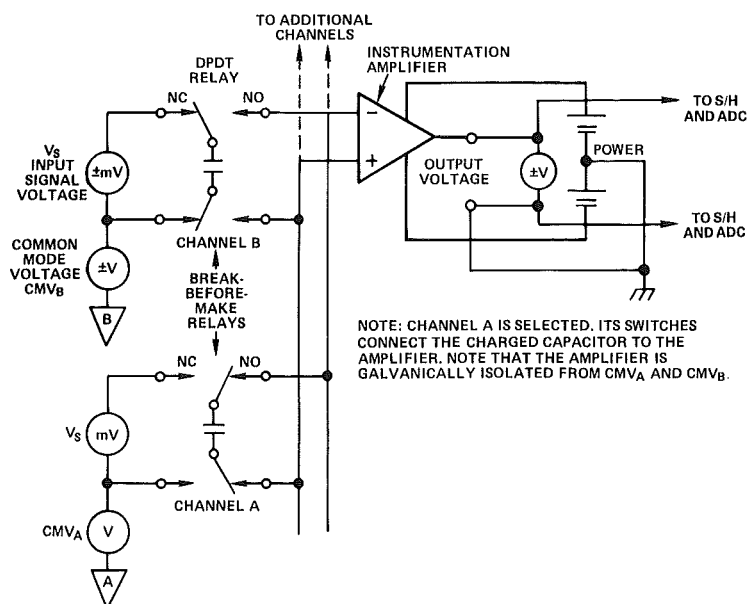 TO ADDITIONAL
CHANNELS
DPDT
RELAY
INSTRUMENTATION
AMPLIFIER
NC
NO
−
+
TO S/H
AND ADC
POWER
VS
INPUT
SIGNAL
VOLTAGE
±mV
OUTPUT
VOLTAGE
±V
TO S/H
AND ADC
COMMON
MODE
VOLTAGE
CMVB
±V
B
CHANNEL B
BREAK-
BEFORE-
MAKE
RELAYS
NOTE: CHANNEL A IS SELECTED. ITS SWITCHES
CONNECT THE CHARGED CAPACITOR TO THE
AMPLIFIER. NOTE THAT THE AMPLIFIER IS
GALVANICALLY ISOLATED FROM CMVA AND CMVB.
NC
NO
VS
mV
CHANNEL A
CMVA
V
A